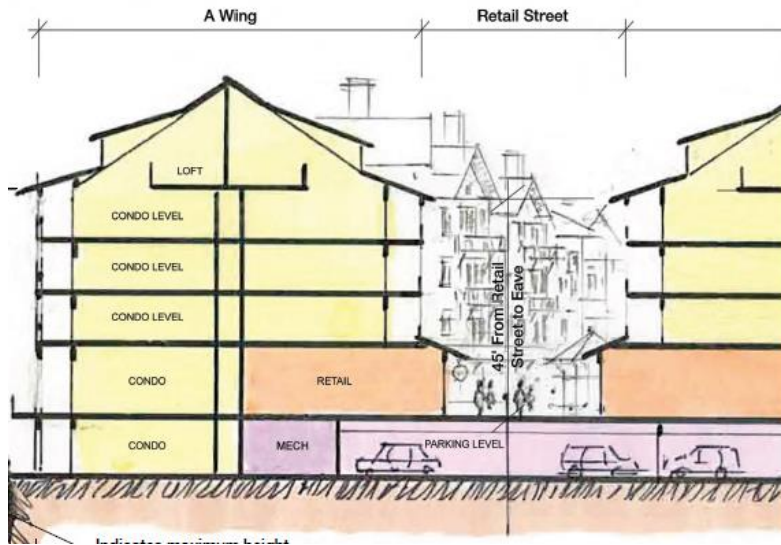 A Wing
Retail Street
LOFT
CONDO LEVEL
CONDO LEVEL
CONDO LEVEL
45' From Retail
Street to Eave
CONDO
RETAIL
CONDO
MECH
PARKING LEVEL
Indicates maximum height